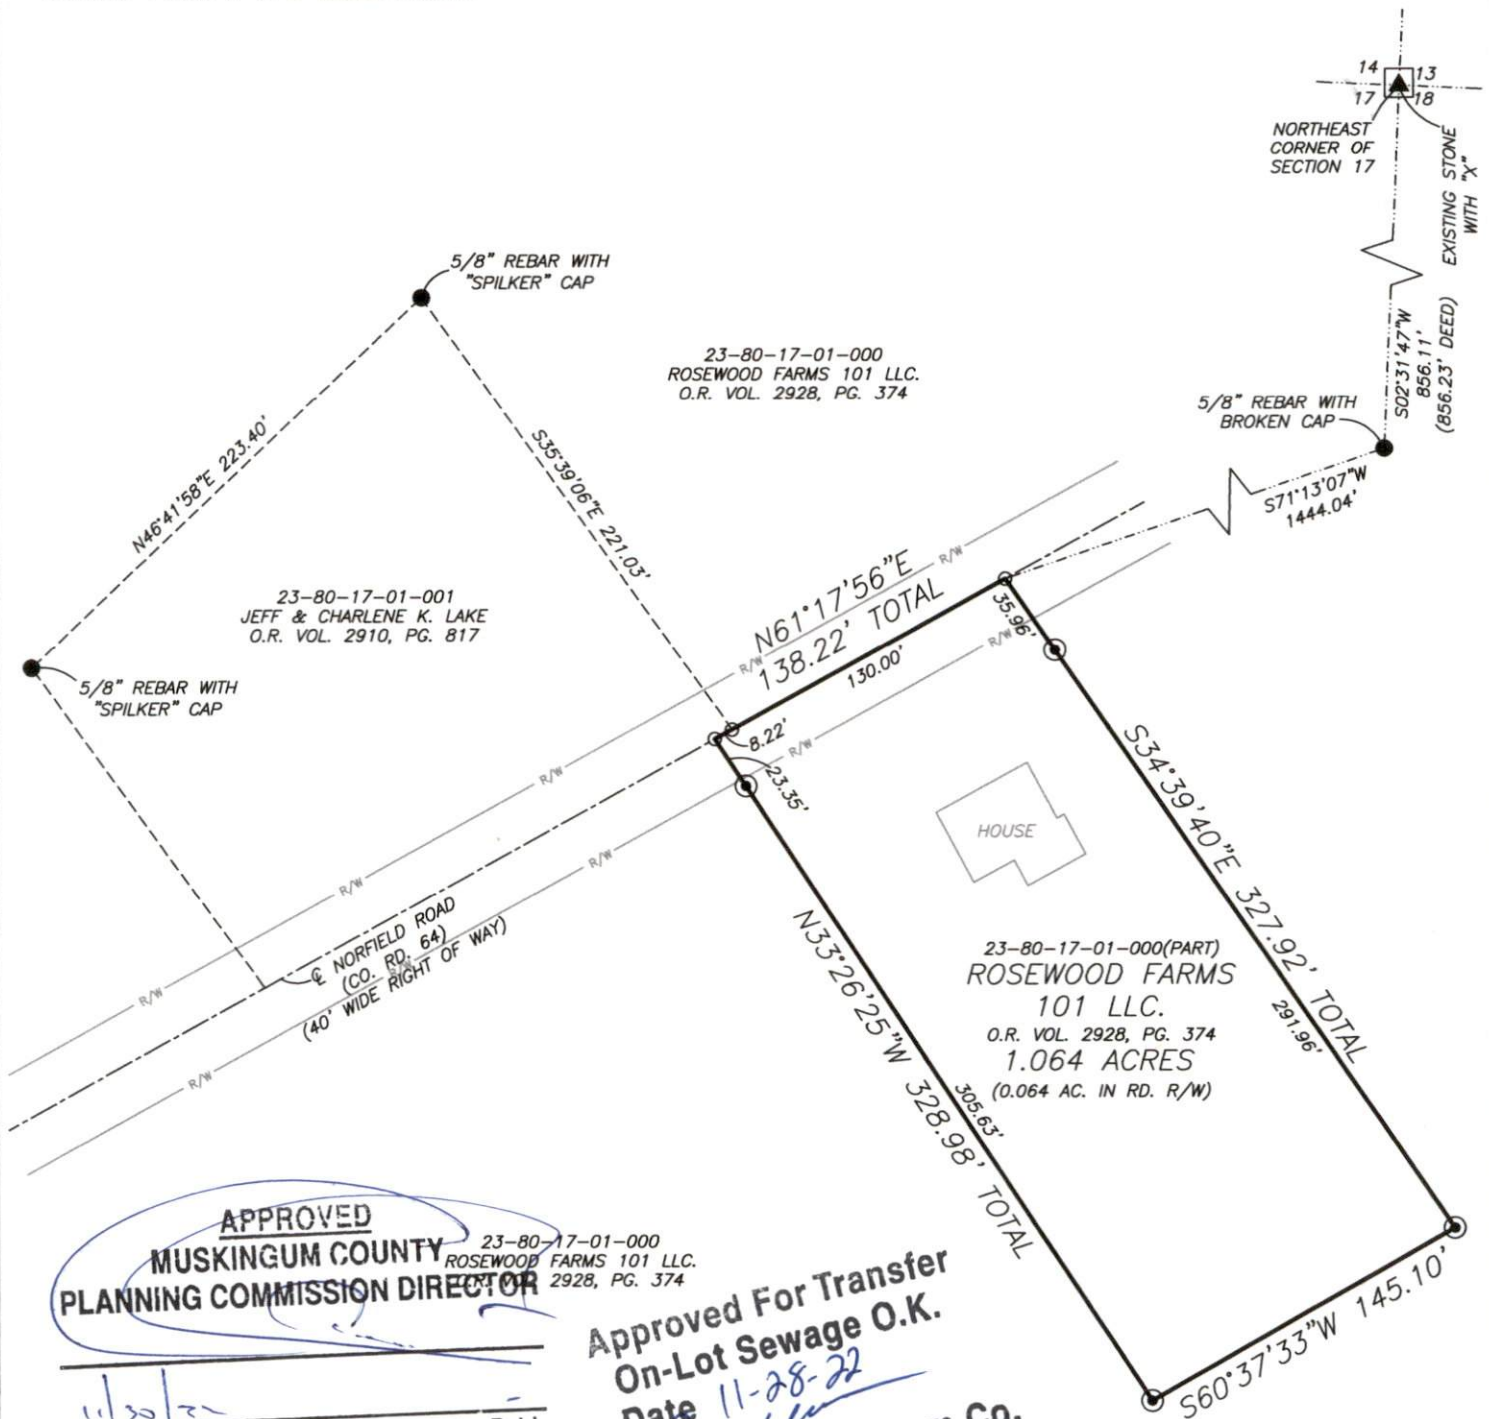 14 13
17 18
NORTHEAST
CORNER OF
SECTION 17
EXISTING STONE
WITH "X"
S02°31'47"W
856.11'
(856.23' DEED)
5/8" REBAR WITH
"SPILKER" CAP
23-80-17-01-000
ROSEWOOD FARMS 101 LLC.
O.R. VOL. 2928, PG. 374
5/8" REBAR WITH
BROKEN CAP
S71°13'07"W
1444.04'
N46°41'58"E 223.40'
S35°39'06"E 221.03'
23-80-17-01-001
JEFF & CHARLENE K. LAKE
O.R. VOL. 2910, PG. 817
5/8" REBAR WITH
"SPILKER" CAP
N61°17'56"E
138.22' TOTAL
130.00'
R/W
R/W
R/W
R/W
R/W
R/W
R/W
R/W
R/W
R/W
R/W
35.96'
8.22'
23.35'
HOUSE
S34°39'40"E 327.92' TOTAL
291.96'
℄ NORFIELD ROAD
(CO. RD. 64)
(40' WIDE RIGHT OF WAY)
N33°26'25"W 328.98' TOTAL
305.63'
23-80-17-01-000(PART)
ROSEWOOD FARMS
101 LLC.
O.R. VOL. 2928, PG. 374
1.064 ACRES
(0.064 AC. IN RD. R/W)
S60°37'33"W 145.10'
23-80-17-01-000
ROSEWOOD FARMS 101 LLC.
O.R. VOL. 2928, PG. 374
APPROVED
MUSKINGUM COUNTY
PLANNING COMMISSION DIRECTOR
11/30/22
Approved For Transfer
On-Lot Sewage O.K.
Date 11-28-22
Co.